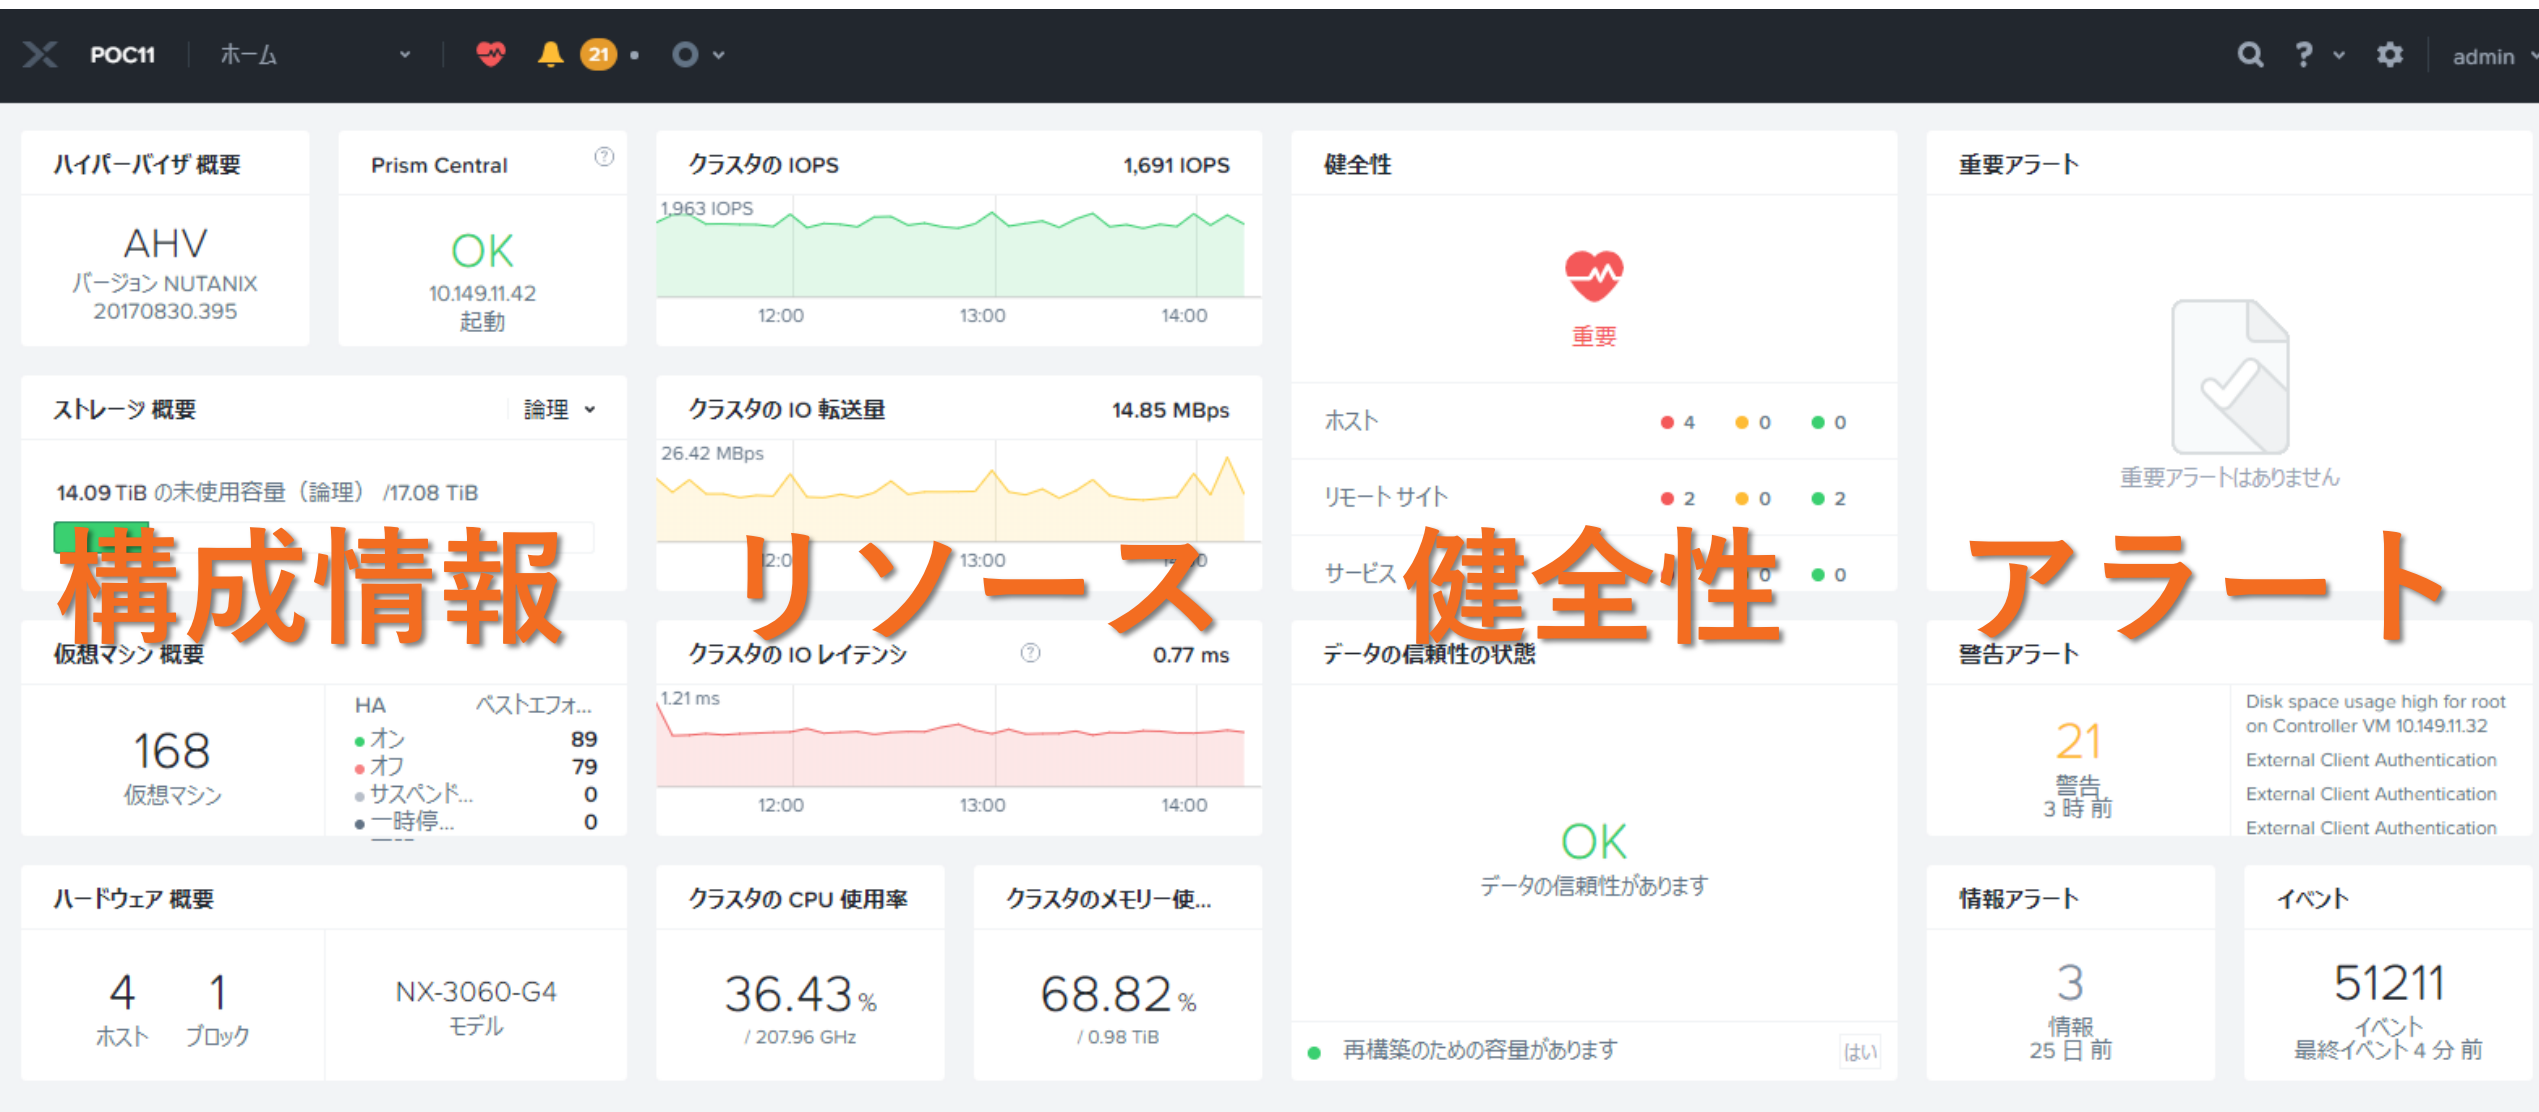 POC11
ホーム
21
admin
ハイパーバイザ 概要
AHV
バージョン NUTANIX
20170830.395
Prism Central
OK
10.149.11.42
起動
ストレージ 概要
論理
14.09 TiB の未使用容量（論理） /17.08 TiB
構成情報
仮想マシン 概要
168
仮想マシン
HA ベストエフォ...
オン 89
オフ 79
サスペンド... 0
一時停... 0
ハードウェア 概要
4
ホスト
1
ブロック
NX-3060-G4
モデル
クラスタの IOPS 1,691 IOPS
1,963 IOPS
12:00 13:00 14:00
クラスタの IO 転送量 14.85 MBps
26.42 MBps
13:00
リソース
クラスタの IO レイテンシ 0.77 ms
1.21 ms
12:00 13:00 14:00
クラスタの CPU 使用率
36.43 %
/ 207.96 GHz
クラスタのメモリー使...
68.82 %
/ 0.98 TiB
健全性
重要
ホスト 4 0 0
リモート サイト 2 0 2
サービス 0 0
健全性
データの信頼性の状態
OK
データの信頼性があります
再構築のための容量があります はい
重要アラート
重要アラートはありません
アラート
警告アラート
21
警告
3 時 前
Disk space usage high for root
on Controller VM 10.149.11.32
External Client Authentication
External Client Authentication
External Client Authentication
情報アラート
3
情報
25 日 前
イベント
51211
イベント
最終イベント 4 分 前